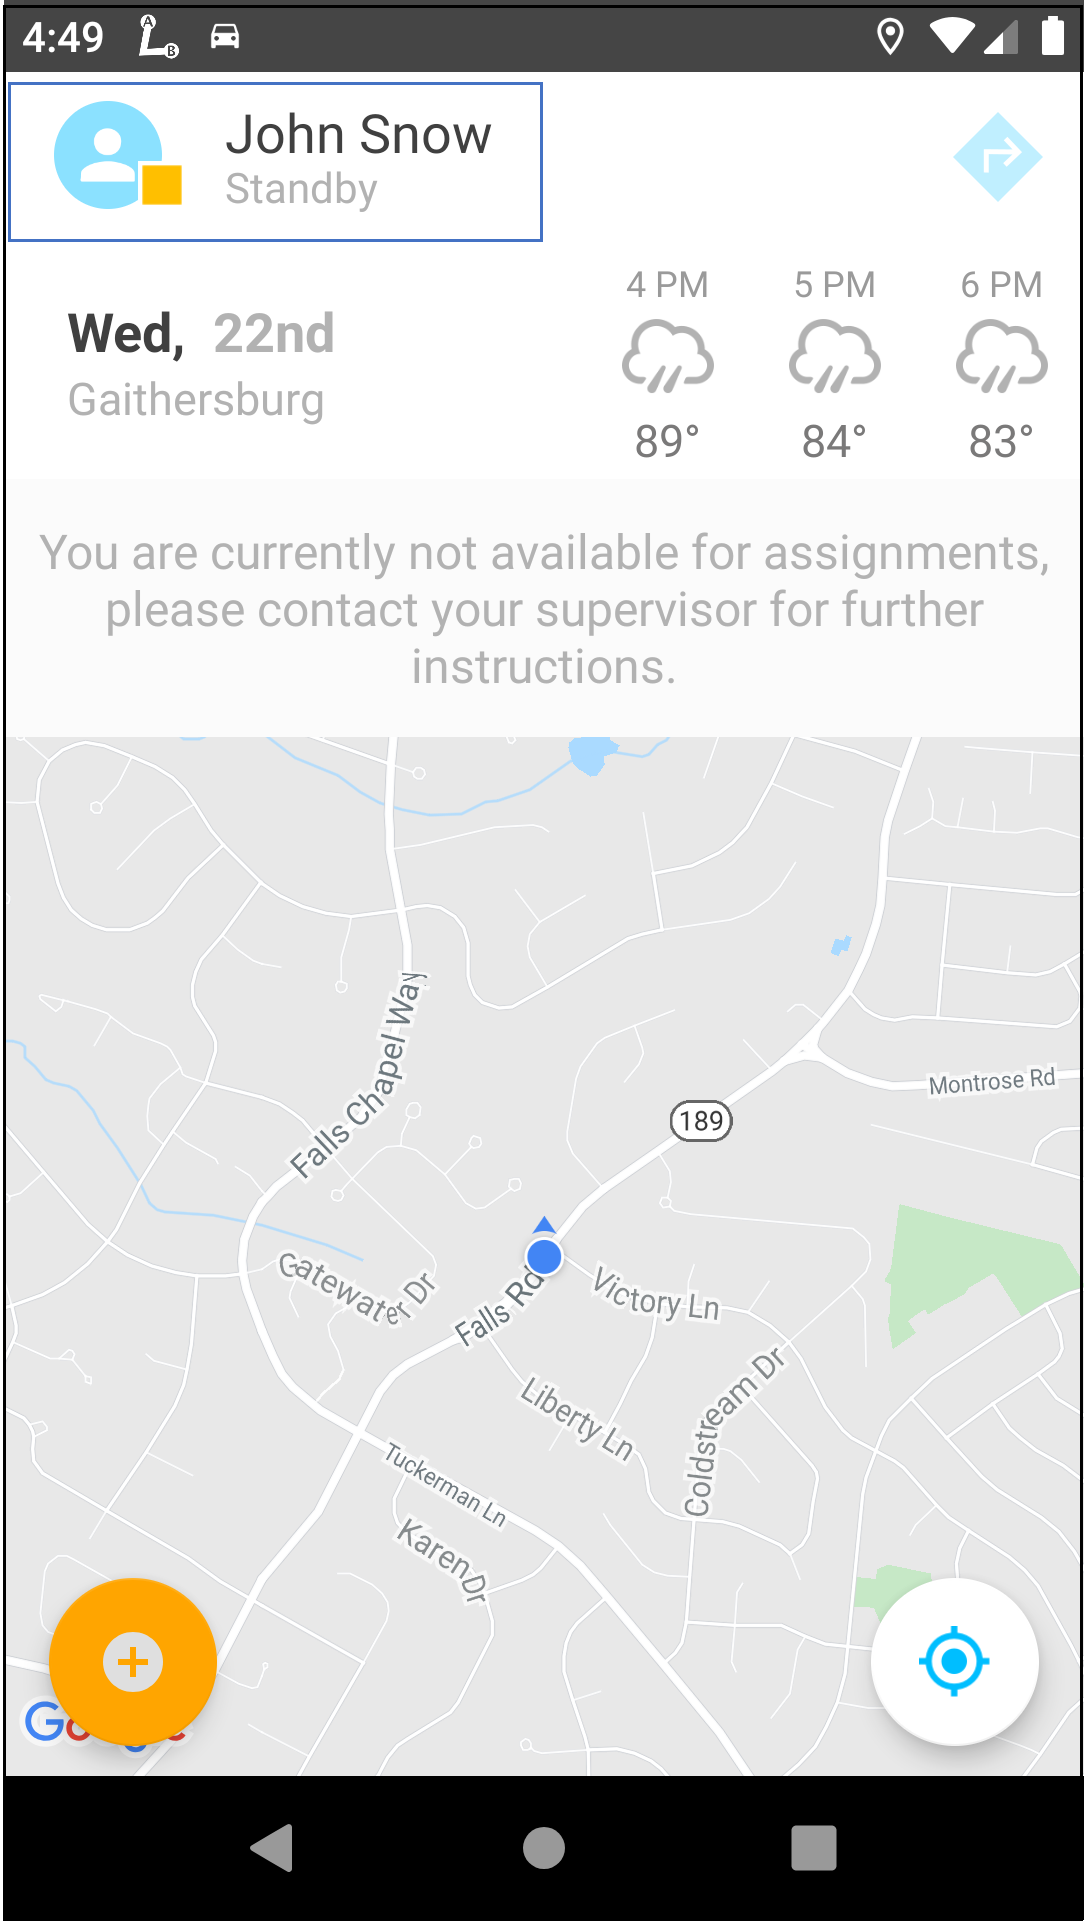 4:49
A
B
John Snow
Standby
4 PM
5 PM
6 PM
Wed, 22nd
Gaithersburg
89°
84°
83°
You are currently not available for assignments,
please contact your supervisor for further
instructions.
Falls Chapel Way
Montrose Rd
189
Gatewater Dr
Falls Rd
Victory Ln
Liberty Ln
Coldstream Dr
Tuckerman Ln
Karen Dr